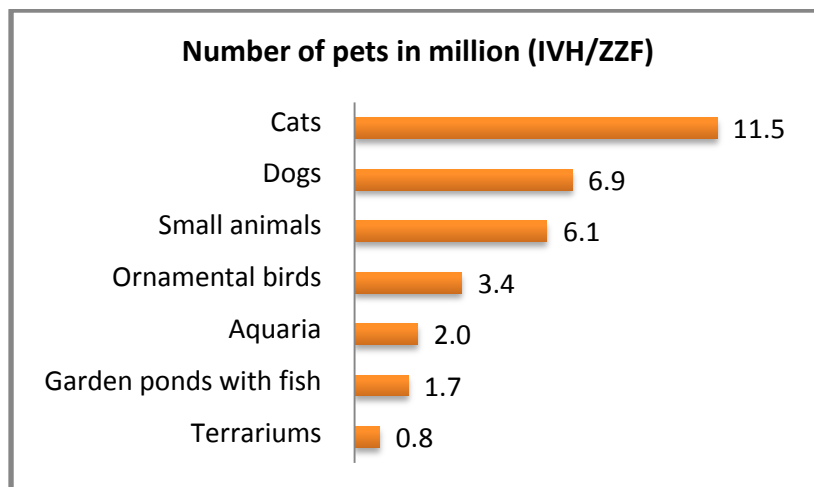 Number of pets in million (IVH/ZZF)
Cats 11.5
Dogs 6.9
Small animals 6.1
Ornamental birds 3.4
Aquaria 2.0
Garden ponds with fish 1.7
Terrariums 0.8